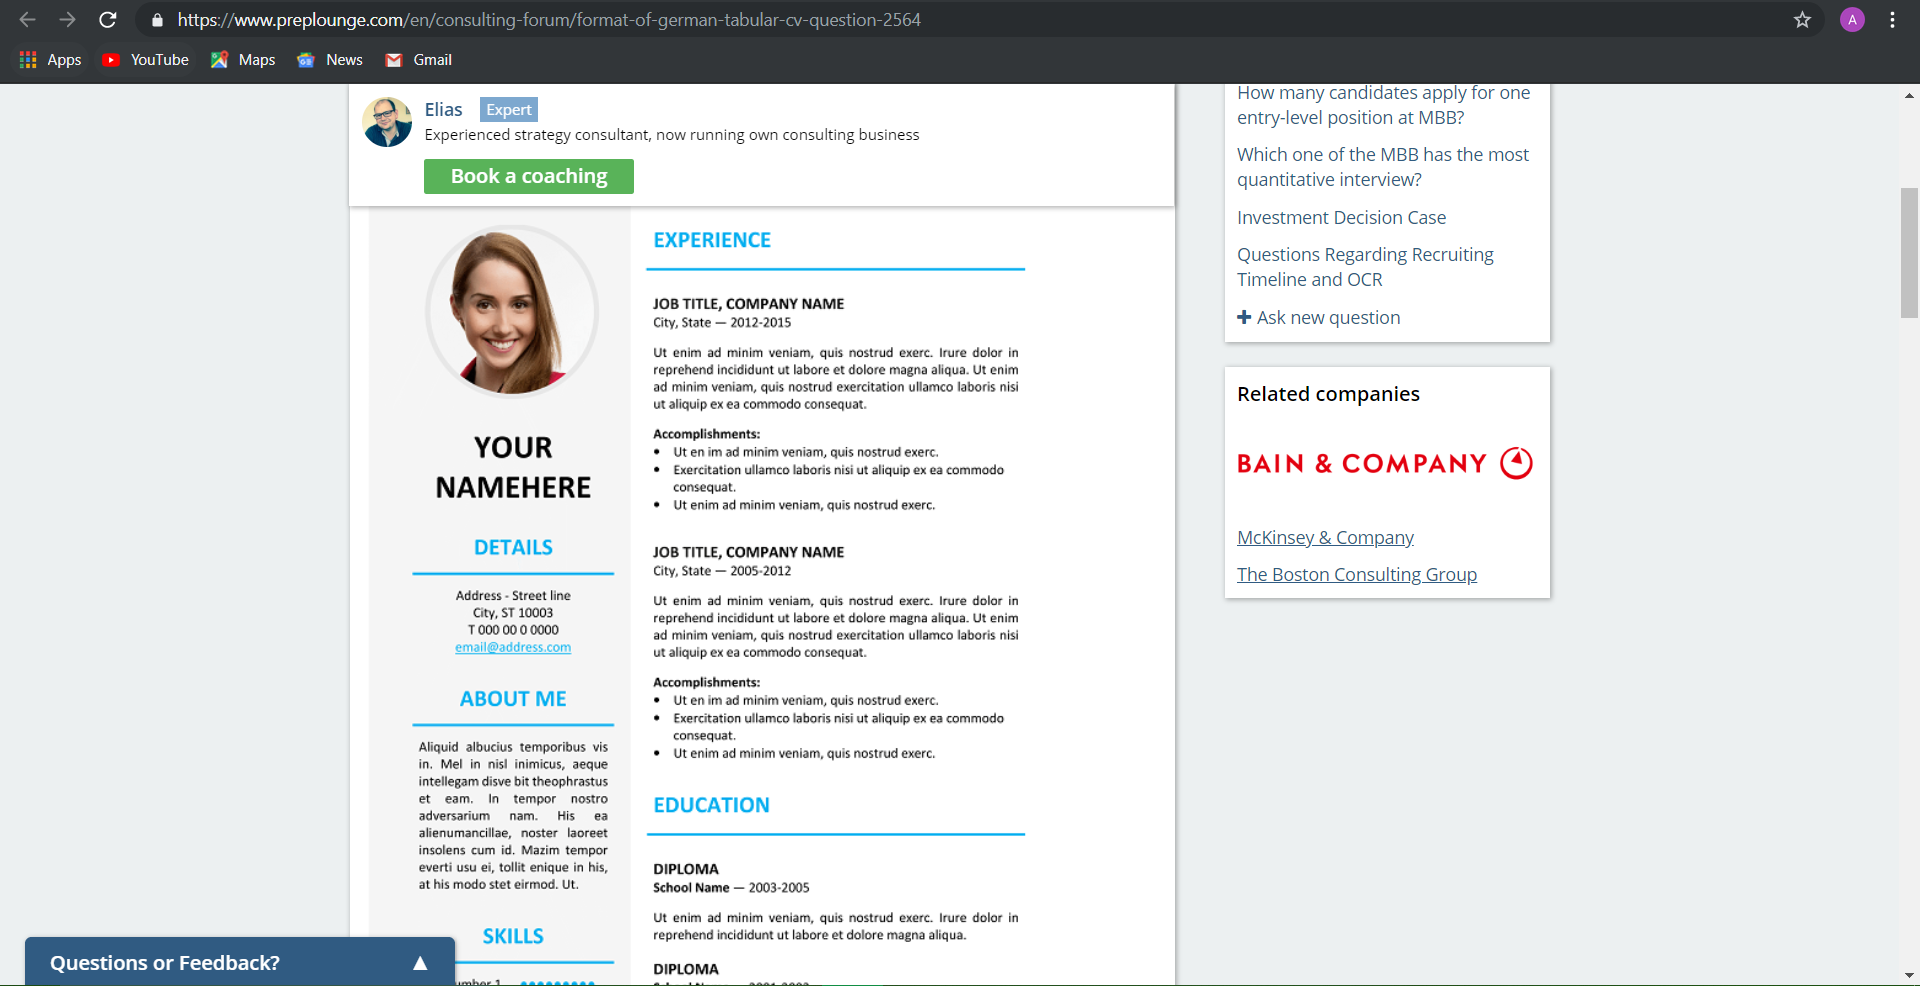 https://www.preplounge.com/en/consulting-forum/format-of-german-tabular-cv-question-2564
A
Apps
YouTube
Maps
News
Gmail
Elias Expert
Experienced strategy consultant, now running own consulting business
Book a coaching
YOUR
NAMEHERE
DETAILS
Address - Street line
City, ST 10003
T 000 00 0 0000
email@address.com
ABOUT ME
Aliquid albucius temporibus vis
in. Mel in nisl inimicus, aeque
intellegam disve bit theophrastus
et eam. In tempor nostro
adversarium nam. His ea
alienumancillae, noster laoreet
insolens cum id. Mazim tempor
everti usu ei, tollit enique in his,
at his modo stet eirmod. Ut.
SKILLS
EXPERIENCE
JOB TITLE, COMPANY NAME
City, State — 2012-2015
Ut enim ad minim veniam, quis nostrud exerc. Irure dolor in
reprehend incididunt ut labore et dolore magna aliqua. Ut enim
ad minim veniam, quis nostrud exercitation ullamco laboris nisi
ut aliquip ex ea commodo consequat.
Accomplishments:
• Ut en im ad minim veniam, quis nostrud exerc.
• Exercitation ullamco laboris nisi ut aliquip ex ea commodo
consequat.
• Ut enim ad minim veniam, quis nostrud exerc.
JOB TITLE, COMPANY NAME
City, State — 2005-2012
Ut enim ad minim veniam, quis nostrud exerc. Irure dolor in
reprehend incididunt ut labore et dolore magna aliqua. Ut enim
ad minim veniam, quis nostrud exercitation ullamco laboris nisi
ut aliquip ex ea commodo consequat.
Accomplishments:
• Ut en im ad minim veniam, quis nostrud exerc.
• Exercitation ullamco laboris nisi ut aliquip ex ea commodo
consequat.
• Ut enim ad minim veniam, quis nostrud exerc.
EDUCATION
DIPLOMA
School Name — 2003-2005
Ut enim ad minim veniam, quis nostrud exerc. Irure dolor in
reprehend incididunt ut labore et dolore magna aliqua.
DIPLOMA
How many candidates apply for one
entry-level position at MBB?
Which one of the MBB has the most
quantitative interview?
Investment Decision Case
Questions Regarding Recruiting
Timeline and OCR
+ Ask new question
Related companies
BAIN & COMPANY
McKinsey & Company
The Boston Consulting Group
Questions or Feedback?